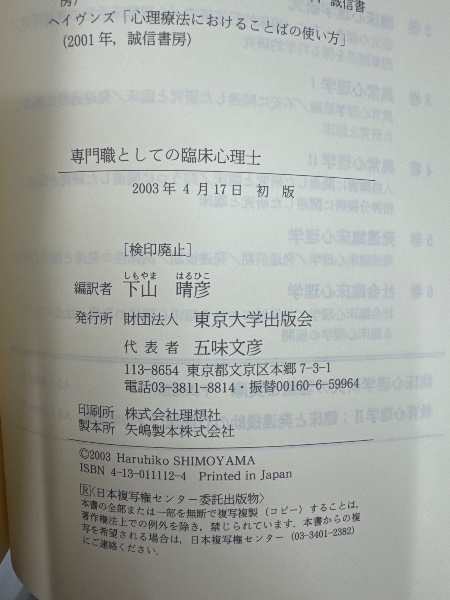 房)
誠信書
ヘイヴンズ「心理療法におけることばの使い方」
(2001年，誠信書房)
専門職としての臨床心理士
2003年4月17日 初版
[検印廃止]
しもやま はるひこ
編訳者 下山 晴彦
発行所 財団法人 東京大学出版会
代表者 五味文彦
113-8654 東京都文京区本郷7-3-1
電話03-3811-8814・振替00160-6-59964
印刷所 株式会社理想社
製本所 矢嶋製本株式会社
©2003 Haruhiko SHIMOYAMA
ISBN 4-13-011112-4 Printed in Japan
R〈日本複写権センター委託出版物〉
本書の全部または一部を無断で複写複製（コピー）することは，
著作権法上での例外を除き，禁じられています．本書からの複
写を希望される場合は，日本複写権センター（03-3401-2382）
にご連絡ください．